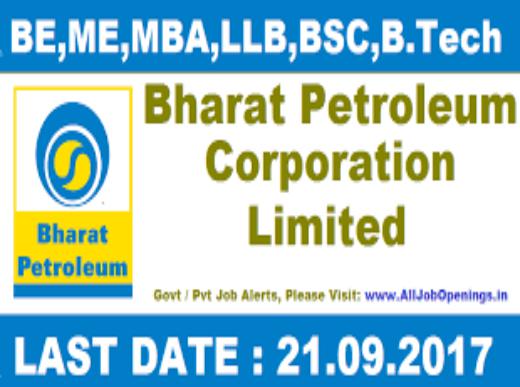 BE,ME,MBA,LLB,BSC,B.Tech
Bharat Petroleum
Corporation
Limited
Bharat
Petroleum
Govt / Pvt Job Alerts, Please Visit: www.AllJobOpenings.in
LAST DATE : 21.09.2017